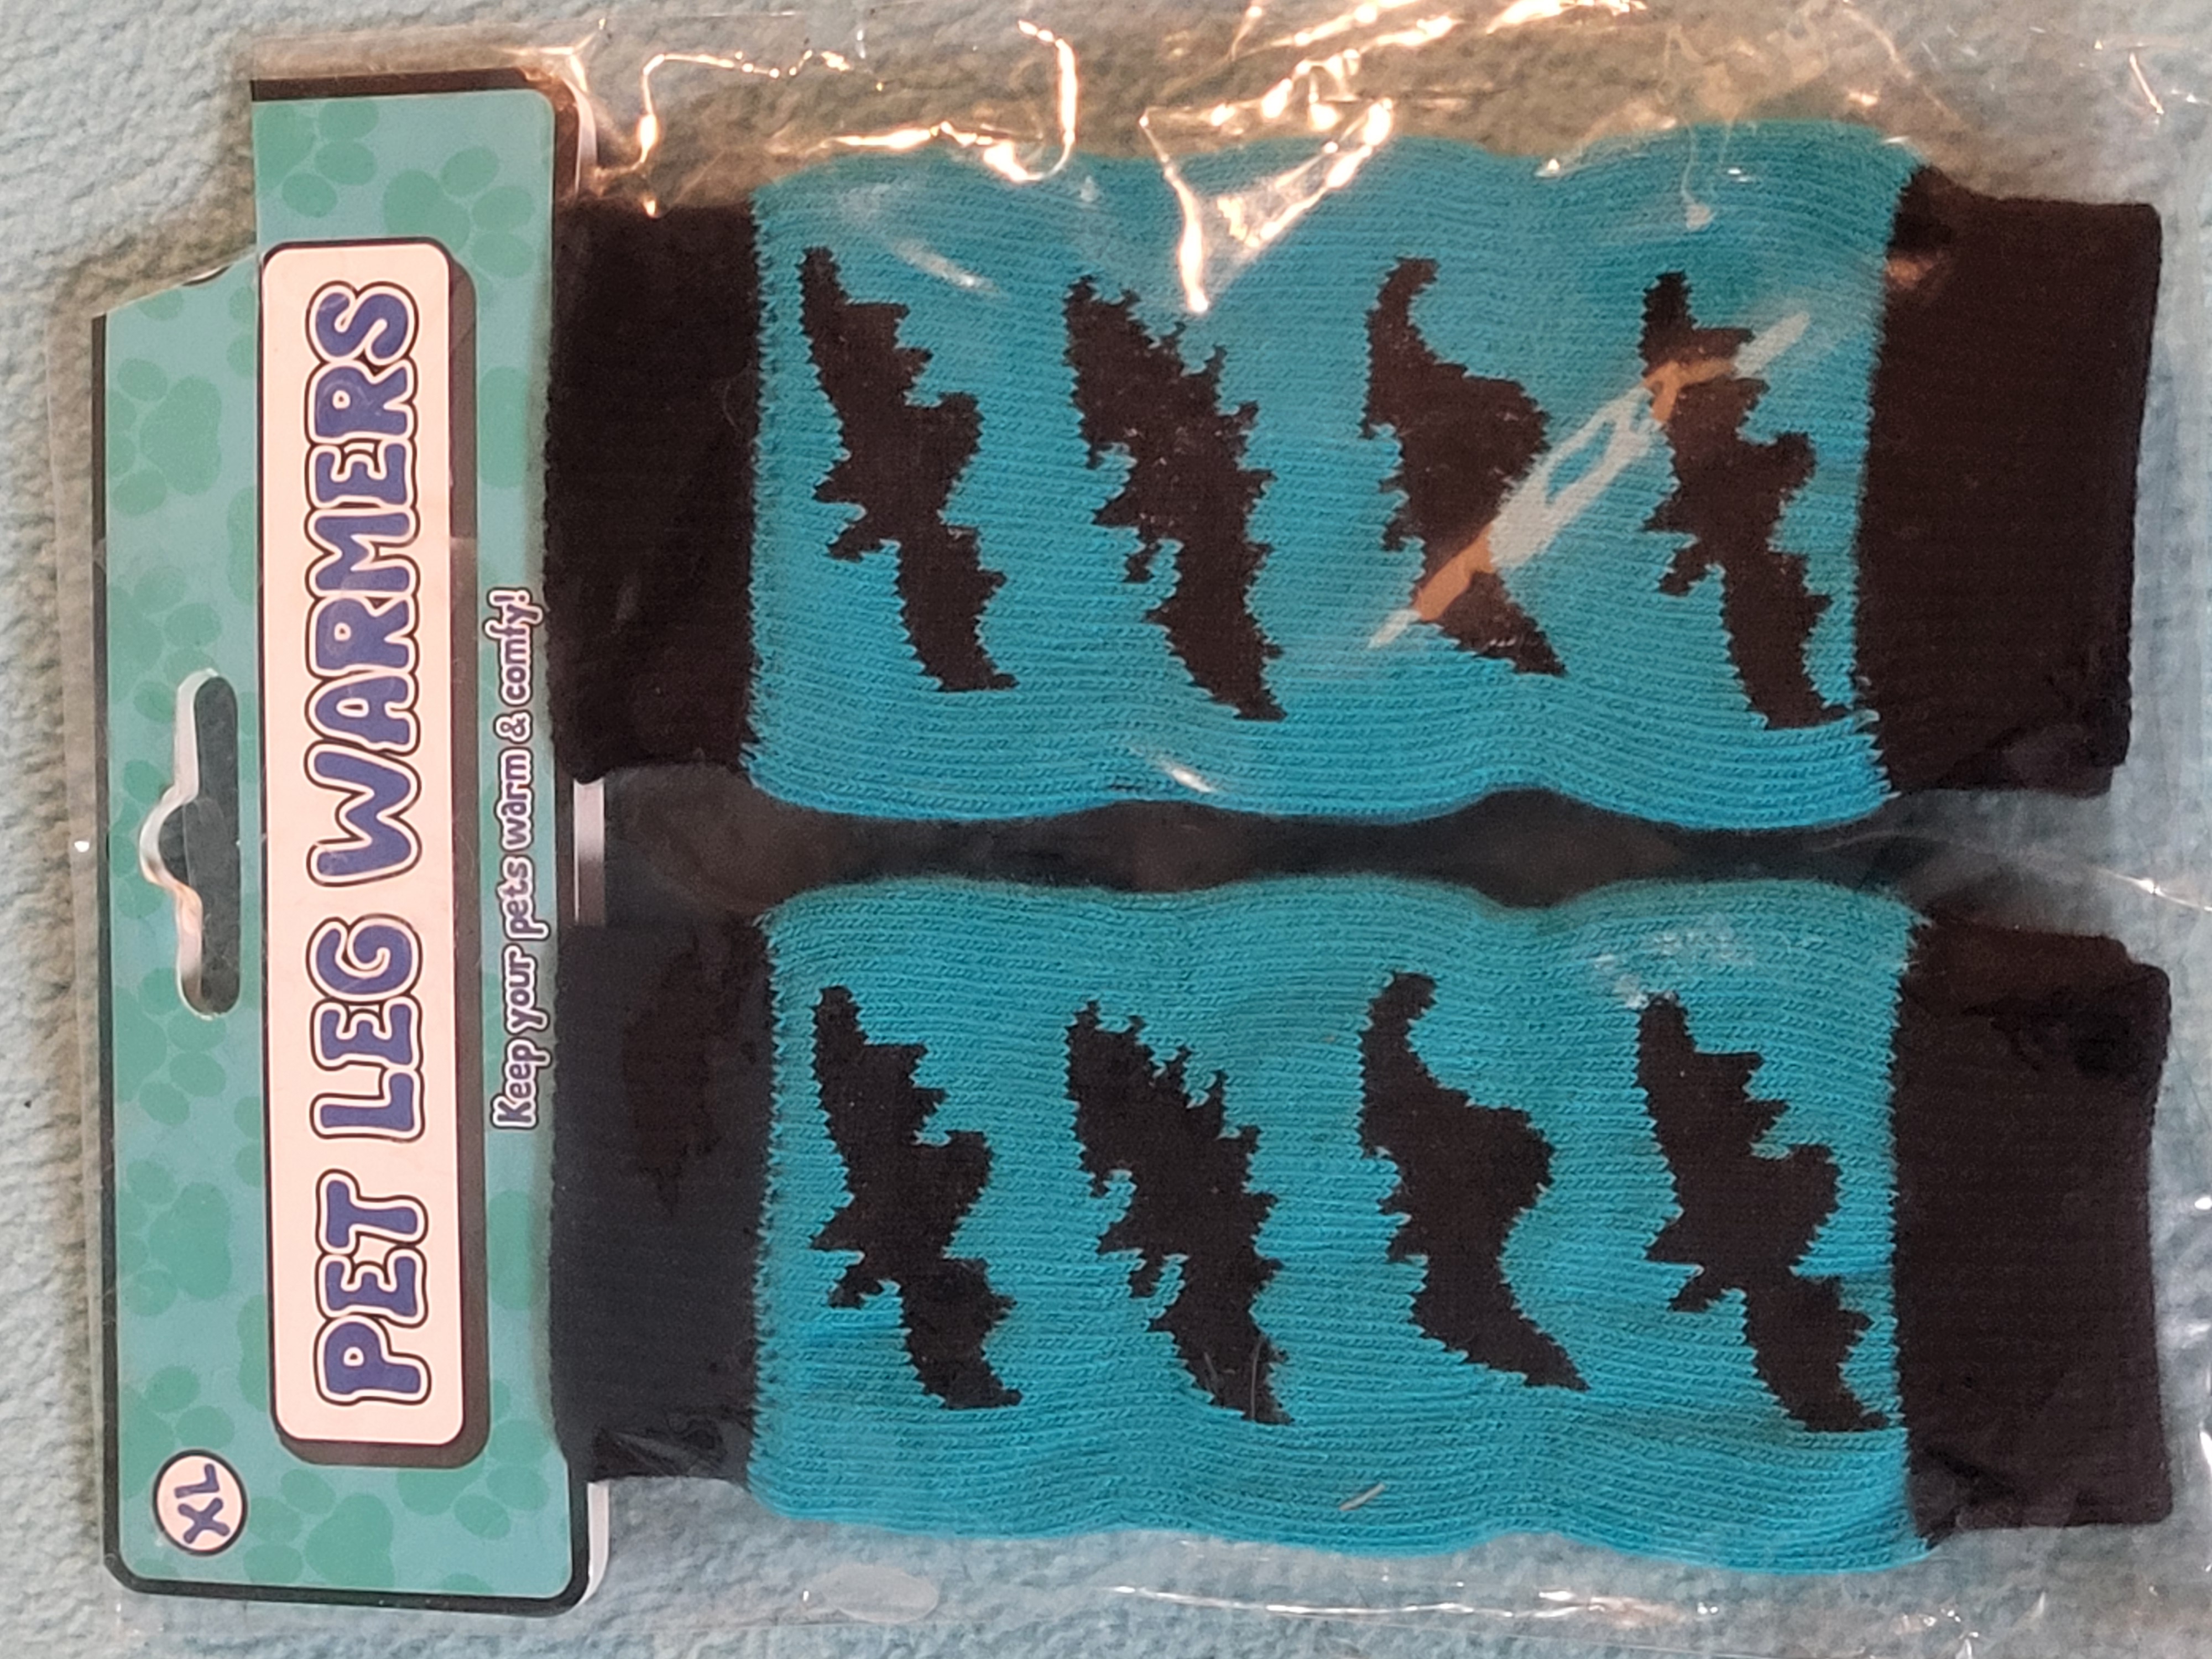 XL
PET LEG WARMERS
Keep your pets warm & comfy!